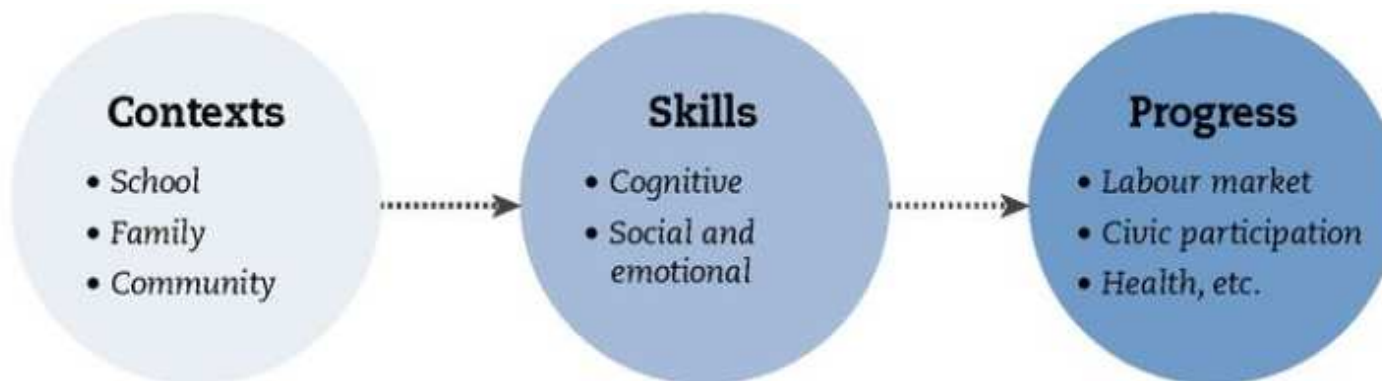 Contexts
• School
• Family
• Community
Skills
• Cognitive
• Social and
emotional
Progress
• Labour market
• Civic participation
• Health, etc.